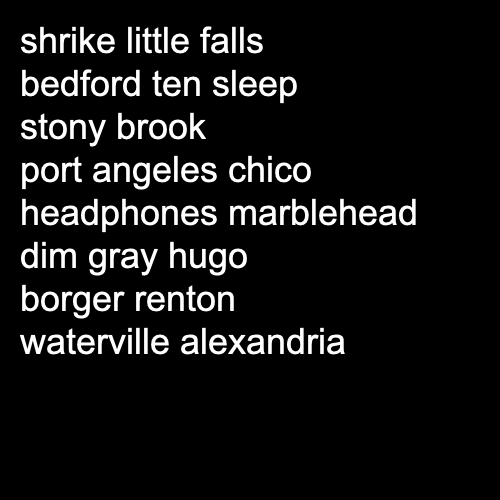 shrike little falls
bedford ten sleep
stony brook
port angeles chico
headphones marblehead
dim gray hugo
borger renton
waterville alexandria